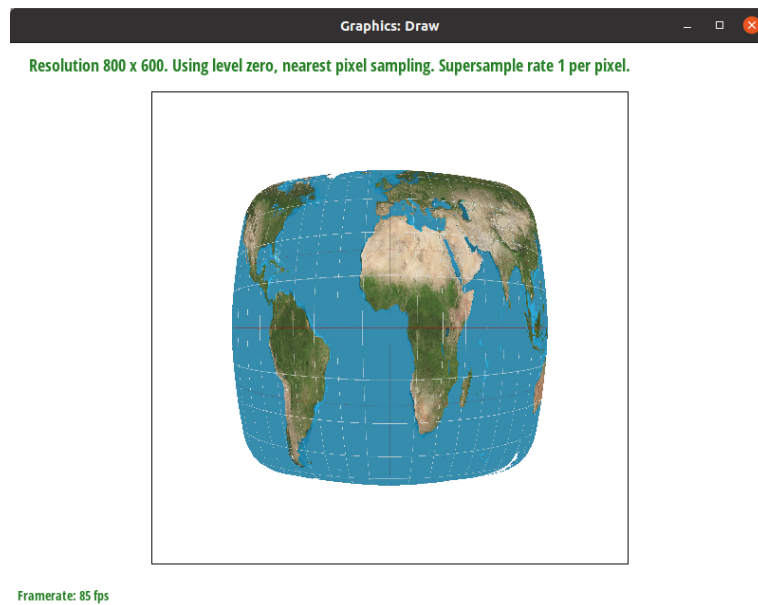 Graphics: Draw
Resolution 800 x 600. Using level zero, nearest pixel sampling. Supersample rate 1 per pixel.
Framerate: 85 fps